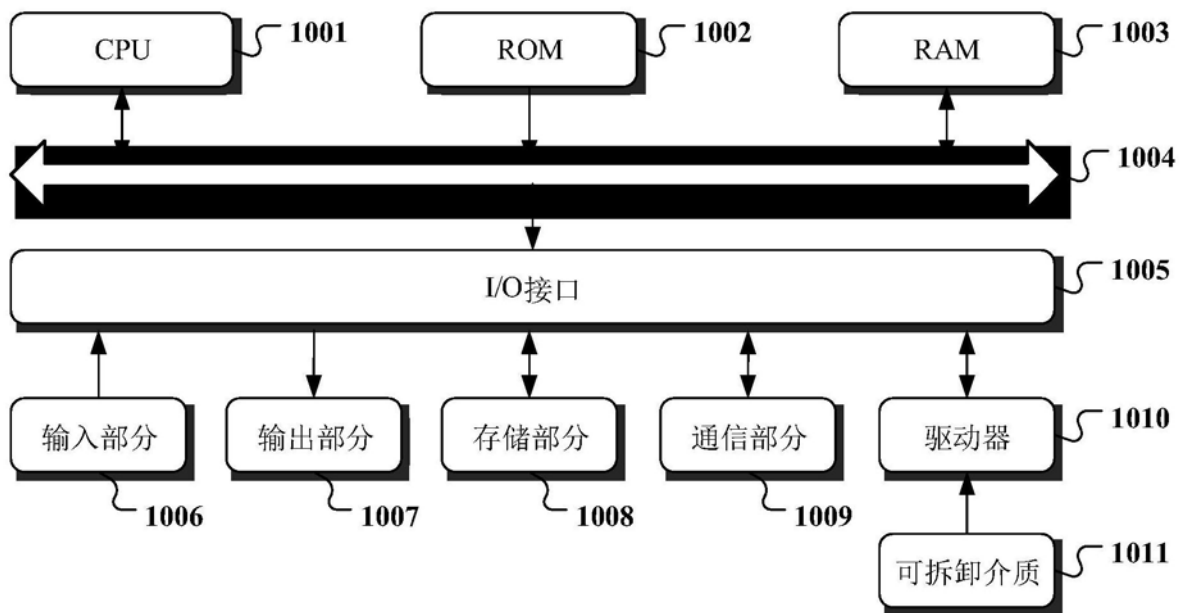 CPU
1001
ROM
1002
RAM
1003
1004
I/O接口
1005
输入部分
1006
输出部分
1007
存储部分
1008
通信部分
1009
驱动器
1010
可拆卸介质
1011